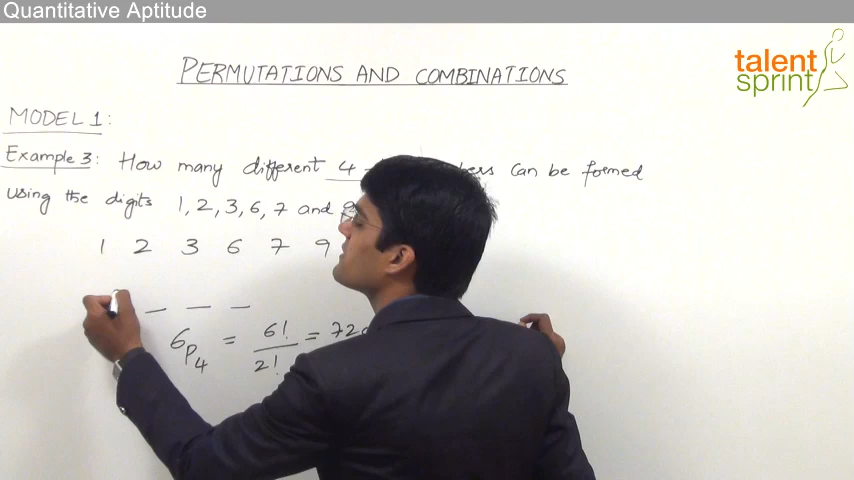 Quantitative Aptitude
talent
sprint
PERMUTATIONS AND COMBINATIONS
MODEL 1:
Example 3: How many different 4 can be formed
using the digits 1, 2, 3, 6, 7 and
1 2 3 6 7 9
6P4 = 6!/2! = 72